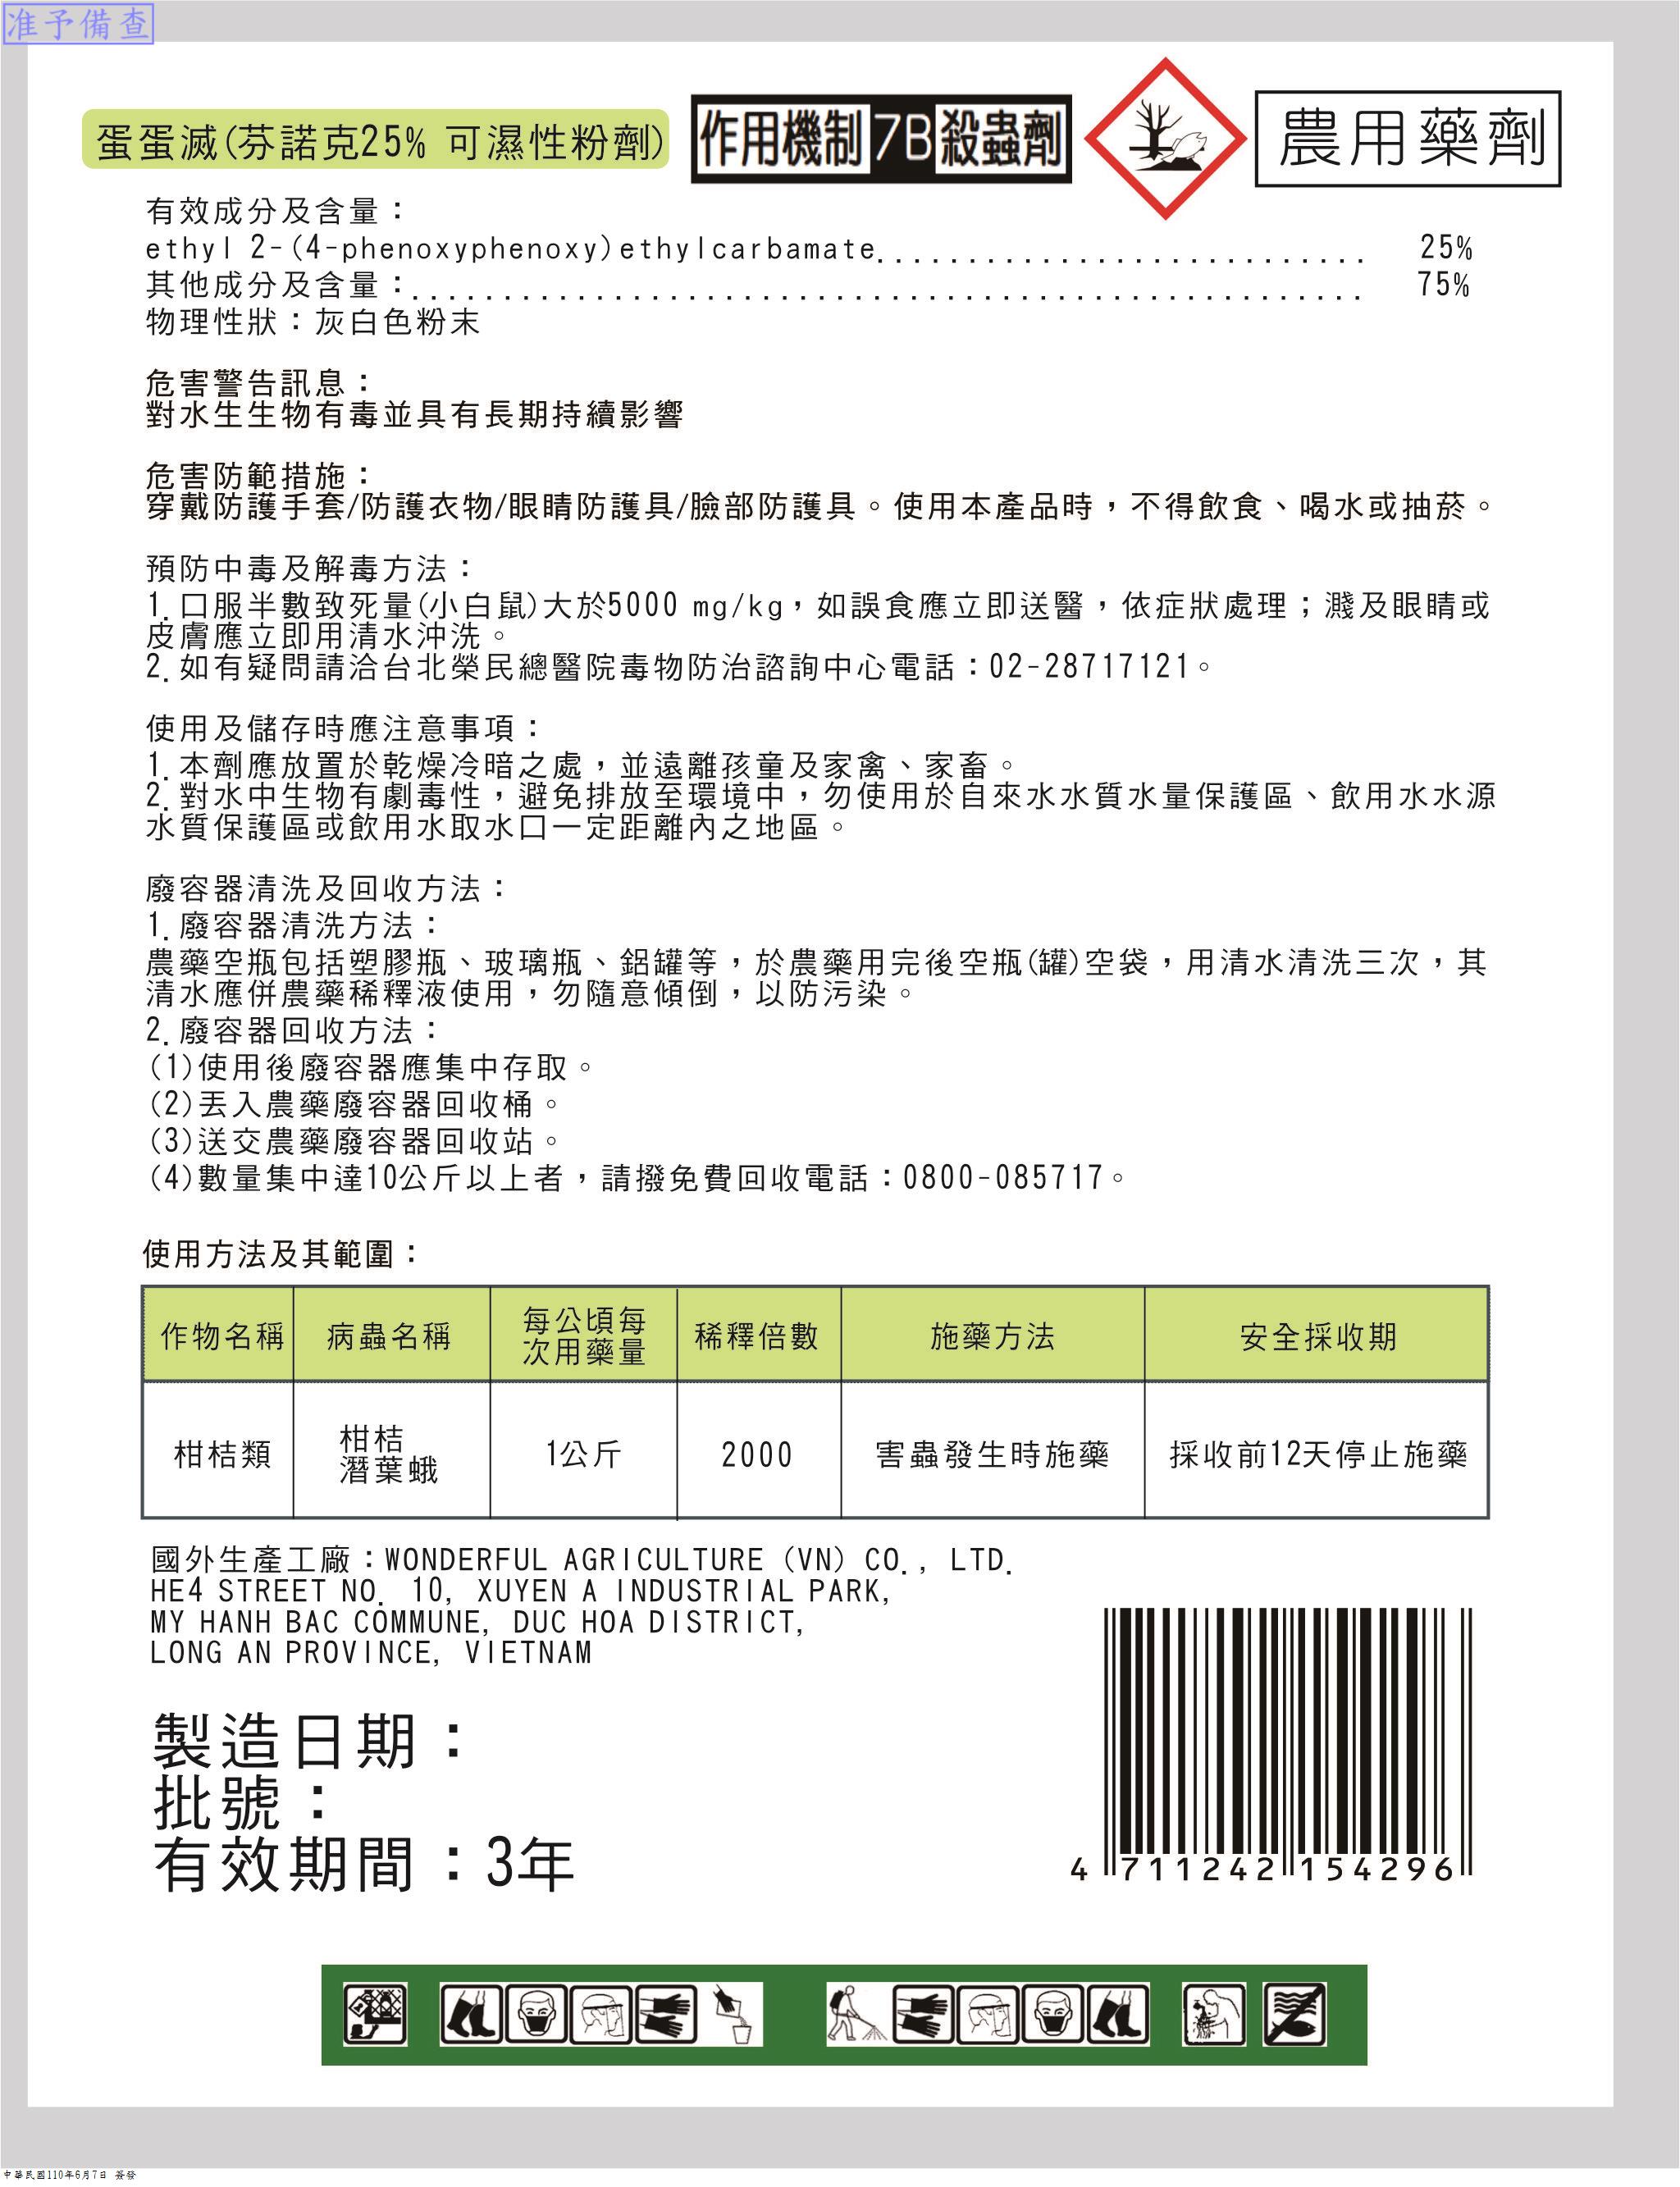 准予備查
蛋蛋滅(芬諾克25% 可濕性粉劑)
作用機制7B殺蟲劑
農用藥劑
有效成分及含量：
ethyl 2-(4-phenoxyphenoxy)ethylcarbamate........................... 25%
其他成分及含量：..................................................... 75%
物理性狀：灰白色粉末
危害警告訊息：
對水生生物有毒並具有長期持續影響
危害防範措施：
穿戴防護手套/防護衣物/眼睛防護具/臉部防護具。使用本產品時，不得飲食、喝水或抽菸。
預防中毒及解毒方法：
1.口服半數致死量(小白鼠)大於5000 mg/kg，如誤食應立即送醫，依症狀處理；濺及眼睛或
皮膚應立即用清水沖洗。
2.如有疑問請洽台北榮民總醫院毒物防治諮詢中心電話：02-28717121。
使用及儲存時應注意事項：
1.本劑應放置於乾燥冷暗之處，並遠離孩童及家禽、家畜。
2.對水中生物有劇毒性，避免排放至環境中，勿使用於自來水水質水量保護區、飲用水水源
水質保護區或飲用水取水口一定距離內之地區。
廢容器清洗及回收方法：
1.廢容器清洗方法：
農藥空瓶包括塑膠瓶、玻璃瓶、鋁罐等，於農藥用完後空瓶(罐)空袋，用清水清洗三次，其
清水應併農藥稀釋液使用，勿隨意傾倒，以防污染。
2.廢容器回收方法：
(1)使用後廢容器應集中存取。
(2)丟入農藥廢容器回收桶。
(3)送交農藥廢容器回收站。
(4)數量集中達10公斤以上者，請撥免費回收電話：0800-085717。
使用方法及其範圍：
作物名稱 病蟲名稱 每公頃每次用藥量 稀釋倍數 施藥方法 安全採收期
柑桔類 柑桔潛葉蛾 1公斤 2000 害蟲發生時施藥 採收前12天停止施藥
國外生產工廠：WONDERFUL AGRICULTURE (VN) CO., LTD.
HE4 STREET NO. 10, XUYEN A INDUSTRIAL PARK,
MY HANH BAC COMMUNE, DUC HOA DISTRICT,
LONG AN PROVINCE, VIETNAM
製造日期：
批號：
有效期間：3年
4 711242 154296
中華民國110年6月7日 簽發